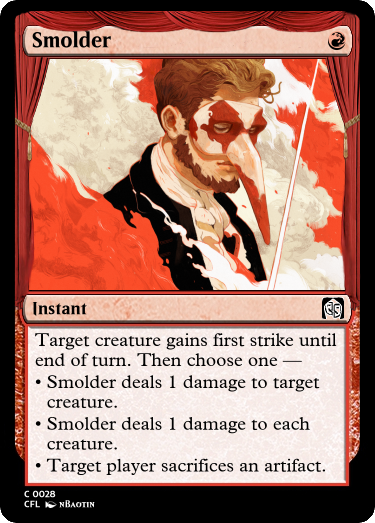 Smolder
Instant
Target creature gains first strike until
end of turn. Then choose one —
• Smolder deals 1 damage to target
creature.
• Smolder deals 1 damage to each
creature.
• Target player sacrifices an artifact.
C 0028
CFL nBaotin